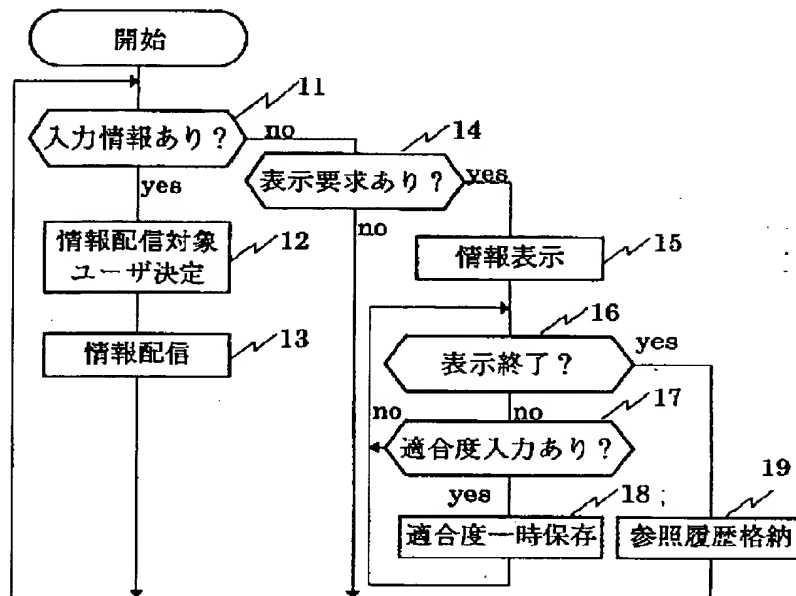 開始
11
入力情報あり？
no
14
表示要求あり？
yes
yes
no
情報配信対象
ユーザ決定
12
情報表示
15
情報配信
13
16
表示終了？
yes
no
no
17
適合度入力あり？
yes
18
19
適合度一時保存
参照履歴格納